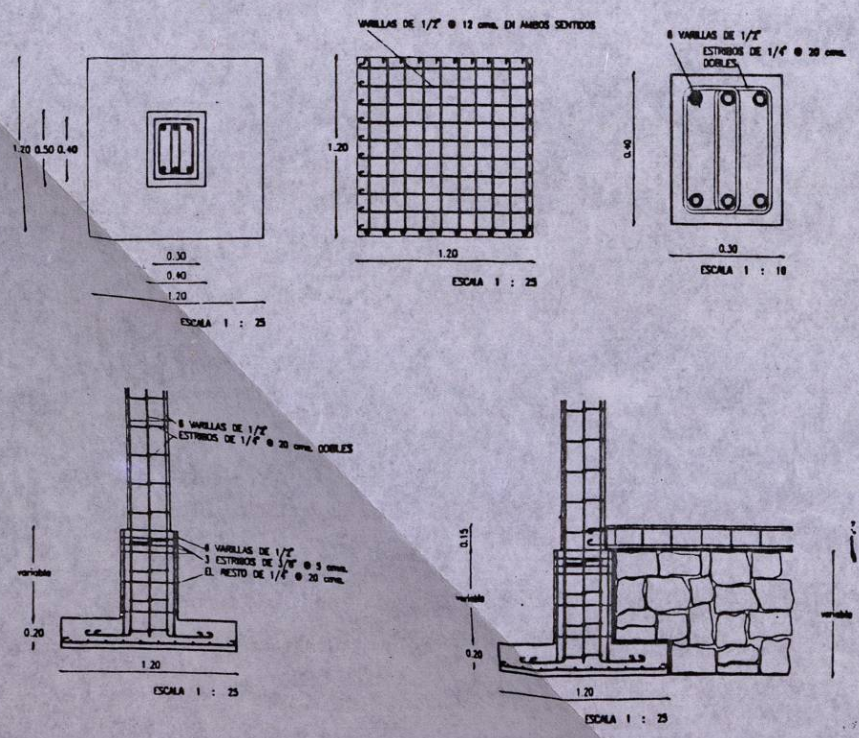 VARILLAS DE 1/2" @ 12 cms. EN AMBOS SENTIDOS
6 VARILLAS DE 1/2"
ESTRIBOS DE 1/4" @ 20 cms.
DOBLES
1.20 0.50 0.40
0.30
0.40
1.20
ESCALA 1 : 25
1.20
1.20
ESCALA 1 : 25
0.40
0.30
ESCALA 1 : 10
6 VARILLAS DE 1/2"
ESTRIBOS DE 1/4" @ 20 cms. DOBLES
6 VARILLAS DE 1/2"
3 ESTRIBOS DE 3/8" @ 5 cms.
EL RESTO DE 1/4" @ 20 cms.
variable
0.20
1.20
ESCALA 1 : 25
0.15
variable
0.20
variable
1.20
ESCALA 1 : 25